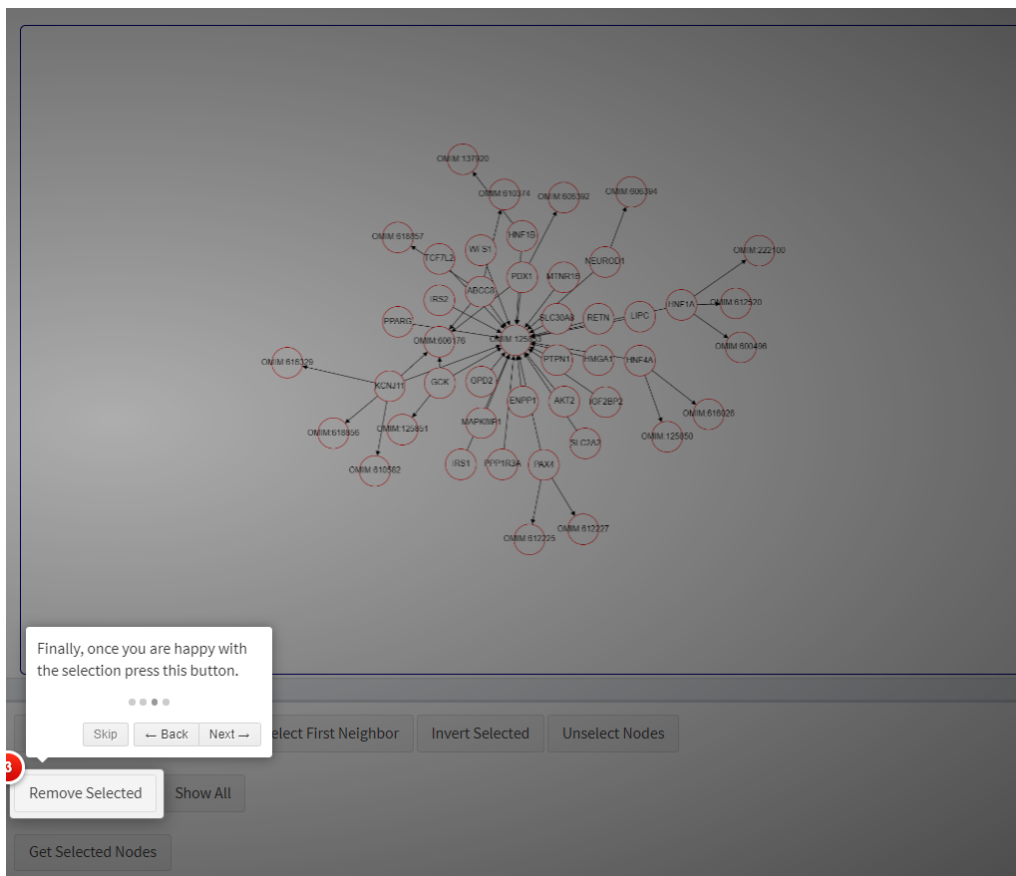 OMIM:137920
OMIM:610374
OMIM:606392
OMIM:606394
OMIM:618857
WFS1
HNF1B
TCF7L2
NEUROD1
OMIM:222100
PDX1
MTNR1B
ABCC8
IRS2
HNF1A
OMIM:612520
PPARG
SLC30A8
RETN
LIPC
OMIM:606176
OMIM:600496
PTPN1
HMGA1
HNF4A
KCNJ11
GCK
GPD2
ENPP1
AKT2
IGF2BP2
OMIM:616026
MAPK8IP1
OMIM:125851
OMIM:618856
OMIM:125850
SLC2A2
IRS1
PPP1R3A
PAX4
OMIM:610582
OMIM:612227
OMIM:612225
Finally, once you are happy with
the selection press this button.
Skip
← Back
Next →
elect First Neighbor
Invert Selected
Unselect Nodes
3
Remove Selected
Show All
Get Selected Nodes